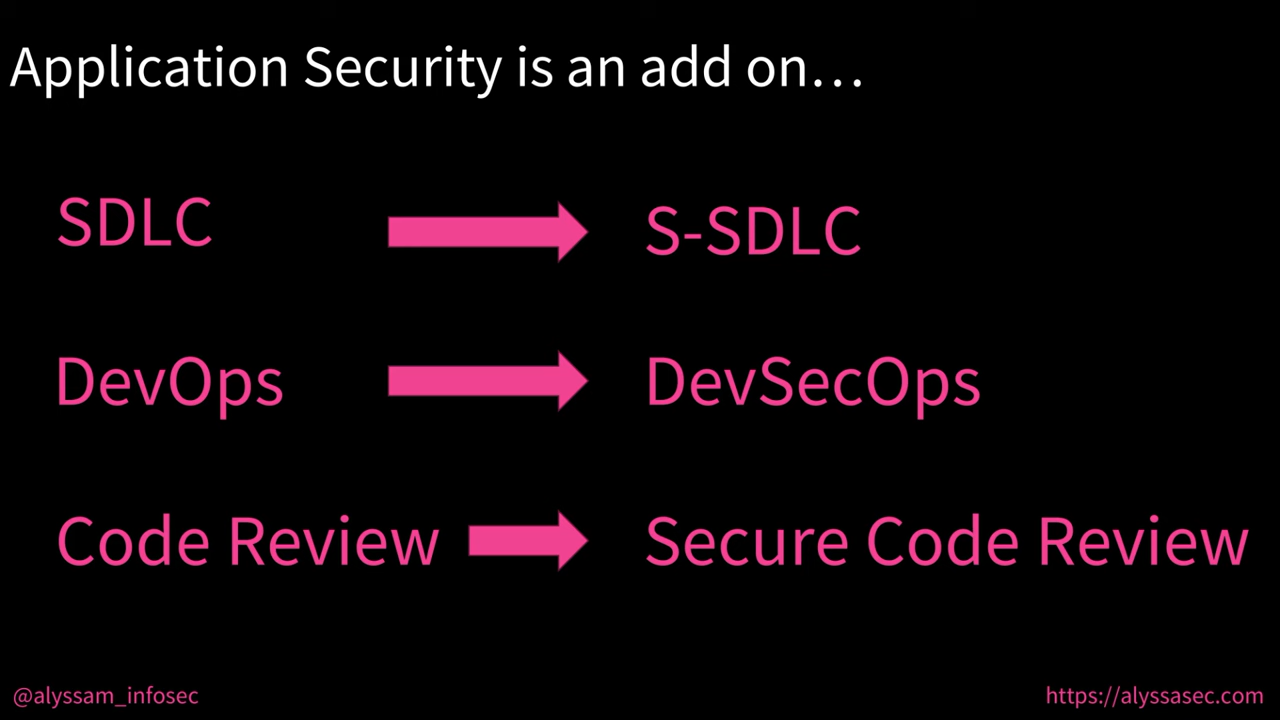 Application Security is an add on…
SDLC
S-SDLC
DevOps
DevSecOps
Code Review
Secure Code Review
@alyssam_infosec
https://alyssasec.com